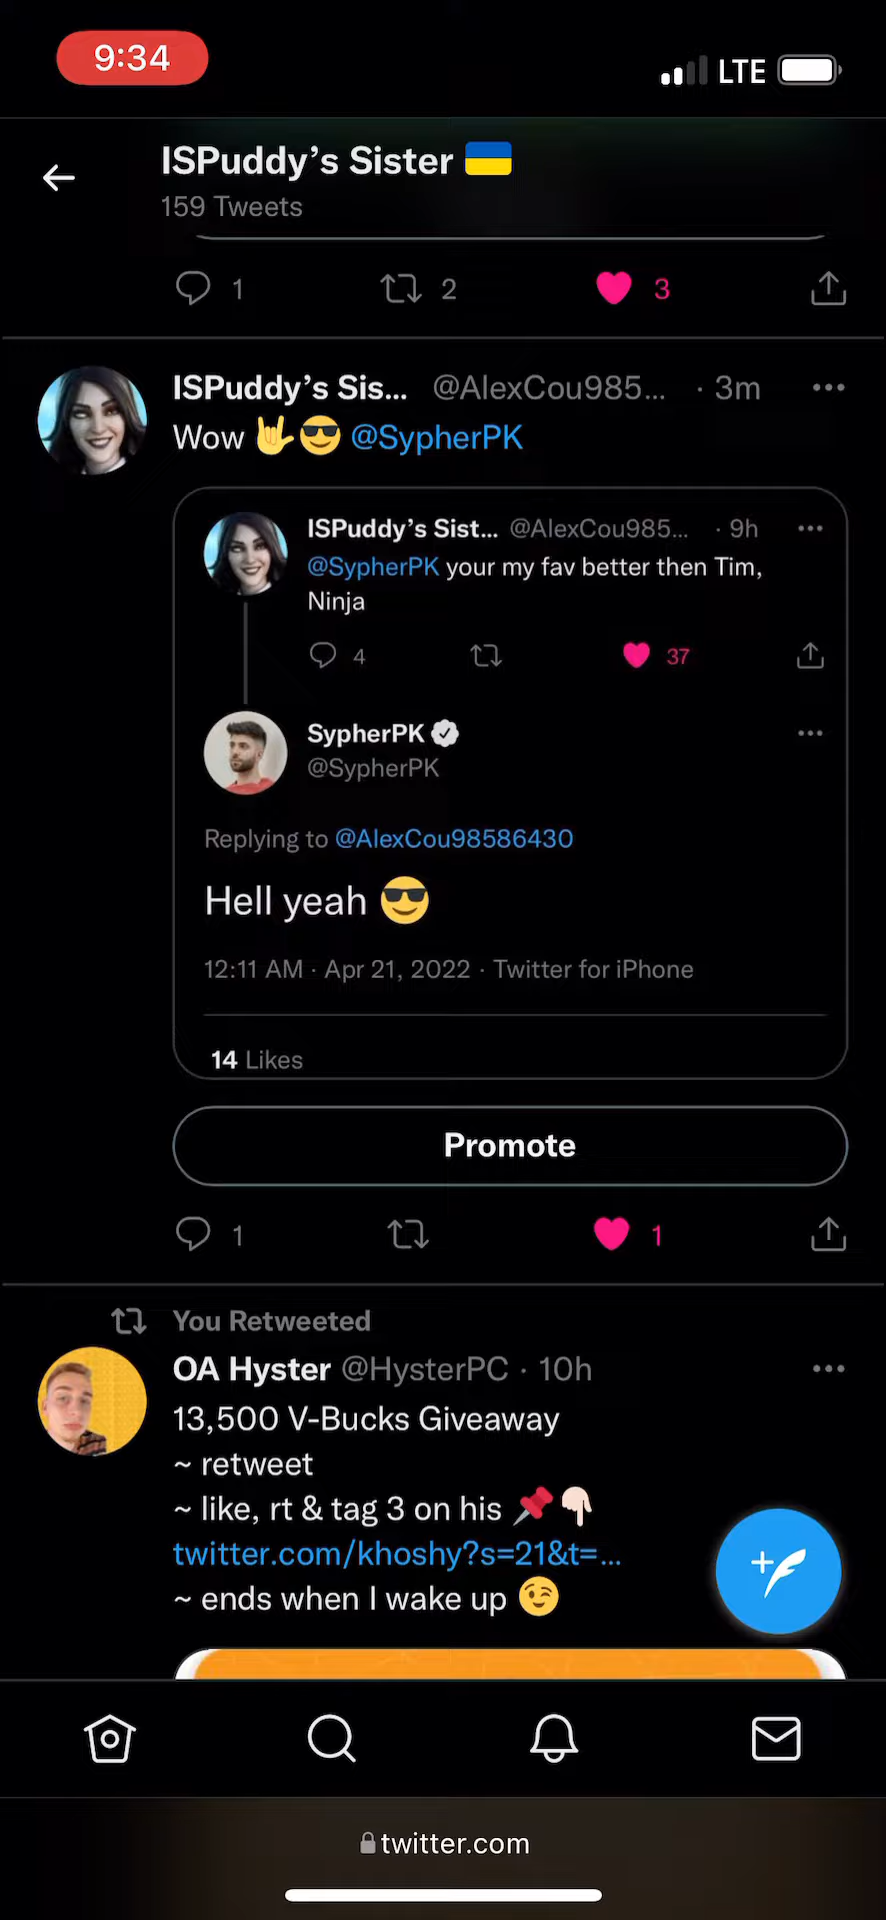 9:34
LTE
ISPuddy’s Sister 🇺🇦
159 Tweets
1 2 3
ISPuddy’s Sis... @AlexCou985... · 3m
Wow 🤟😎 @SypherPK
ISPuddy’s Sist... @AlexCou985... · 9h
@SypherPK your my fav better then Tim,
Ninja
4 37
SypherPK
@SypherPK
Replying to @AlexCou98586430
Hell yeah 😎
12:11 AM · Apr 21, 2022 · Twitter for iPhone
14 Likes
Promote
1 1
You Retweeted
OA Hyster @HysterPC · 10h
13,500 V-Bucks Giveaway
~ retweet
~ like, rt & tag 3 on his 📌👇🏻
twitter.com/khoshy?s=21&t=...
~ ends when I wake up 😉
twitter.com